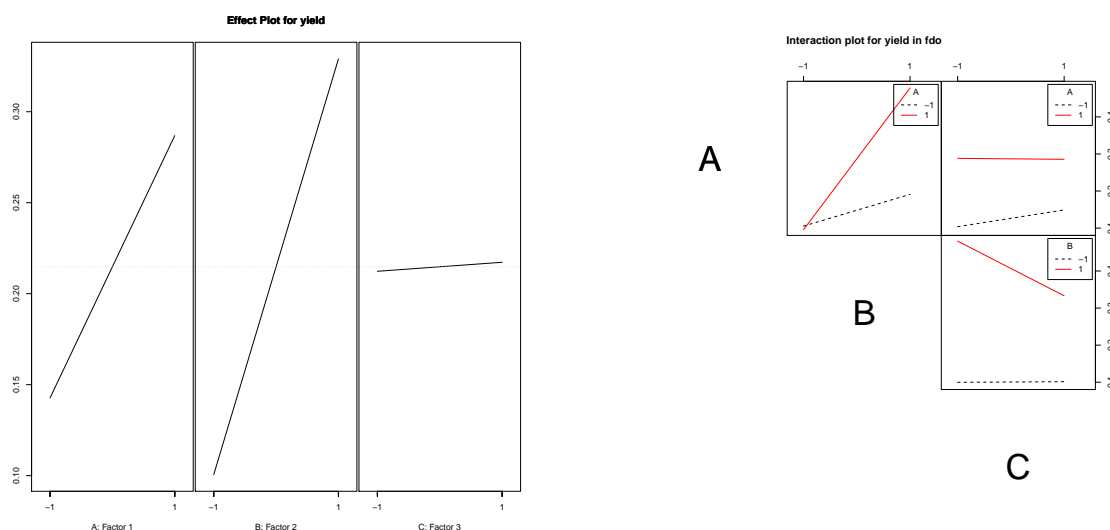 Effect Plot for yield
0.30
0.25
0.20
0.15
0.10
−1 1 −1 1 −1 1
A: Factor 1 B: Factor 2 C: Factor 3
Interaction plot for yield in fdo
−1 1 −1 1
A
−1
1
A
−1
1
A
B
−1
1
B
C